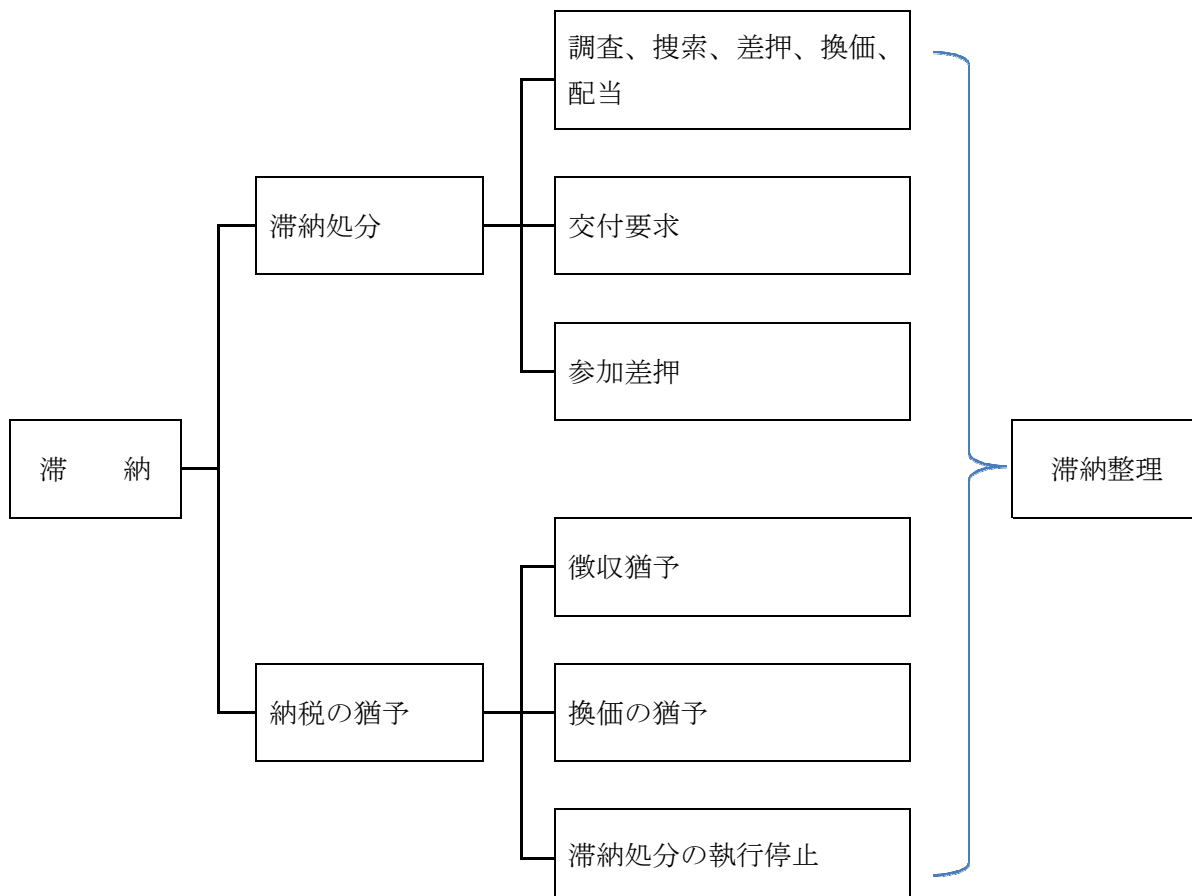 調査、捜索、差押、換価、
配当
滞納処分
交付要求
参加差押
滞　　納
滞納整理
徴収猶予
納税の猶予
換価の猶予
滞納処分の執行停止